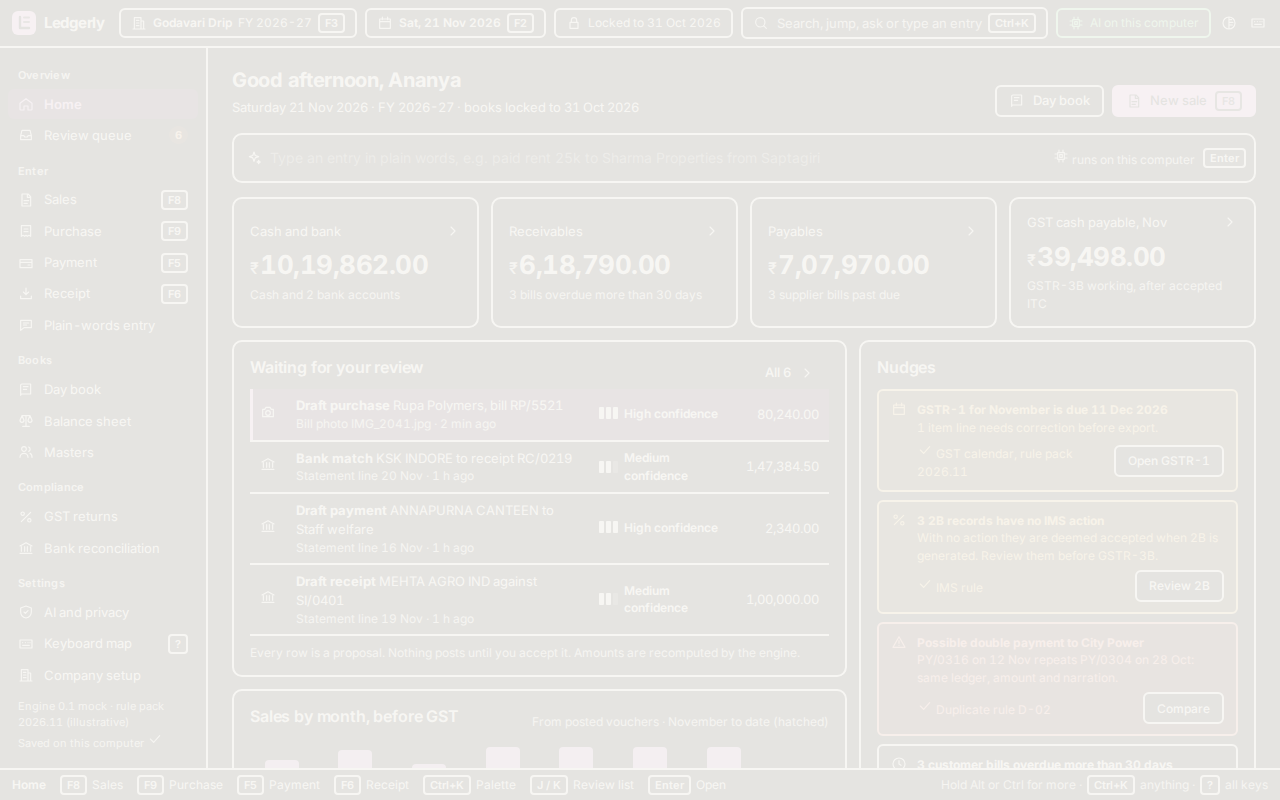 Ledgerly
Godavari Drip FY 2026-27 F3
Sat, 21 Nov 2026 F2
Locked to 31 Oct 2026
Search, jump, ask or type an entry Ctrl+K
AI on this computer
Overview
Home
Review queue 6
Enter
Sales F8
Purchase F9
Payment F5
Receipt F6
Plain-words entry
Books
Day book
Balance sheet
Masters
Compliance
GST returns
Bank reconciliation
Settings
AI and privacy
Keyboard map ?
Company setup
Engine 0.1 mock · rule pack
2026.11 (illustrative)
Saved on this computer
Good afternoon, Ananya
Saturday 21 Nov 2026 · FY 2026-27 · books locked to 31 Oct 2026
Day book
New sale F8
Type an entry in plain words, e.g. paid rent 25k to Sharma Properties from Saptagiri
runs on this computer Enter
Cash and bank
₹10,19,862.00
Cash and 2 bank accounts
Receivables
₹6,18,790.00
3 bills overdue more than 30 days
Payables
₹7,07,970.00
3 supplier bills past due
GST cash payable, Nov
₹39,498.00
GSTR-3B working, after accepted
ITC
Waiting for your review
All 6
Draft purchase Rupa Polymers, bill RP/5521
Bill photo IMG_2041.jpg · 2 min ago
High confidence
80,240.00
Bank match KSK INDORE to receipt RC/0219
Statement line 20 Nov · 1 h ago
Medium
confidence
1,47,384.50
Draft payment ANNAPURNA CANTEEN to
Staff welfare
Statement line 16 Nov · 1 h ago
High confidence
2,340.00
Draft receipt MEHTA AGRO IND against
SI/0401
Statement line 19 Nov · 1 h ago
Medium
confidence
1,00,000.00
Every row is a proposal. Nothing posts until you accept it. Amounts are recomputed by the engine.
Sales by month, before GST
From posted vouchers · November to date (hatched)
Nudges
GSTR-1 for November is due 11 Dec 2026
1 item line needs correction before export.
GST calendar, rule pack
2026.11
Open GSTR-1
3 2B records have no IMS action
With no action they are deemed accepted when 2B is
generated. Review them before GSTR-3B.
IMS rule
Review 2B
Possible double payment to City Power
PY/0316 on 12 Nov repeats PY/0304 on 28 Oct:
same ledger, amount and narration.
Duplicate rule D-02
Compare
3 customer bills overdue more than 30 days
Home F8 Sales F9 Purchase F5 Payment F6 Receipt Ctrl+K Palette J / K Review list Enter Open
Hold Alt or Ctrl for more · Ctrl+K anything · ? all keys